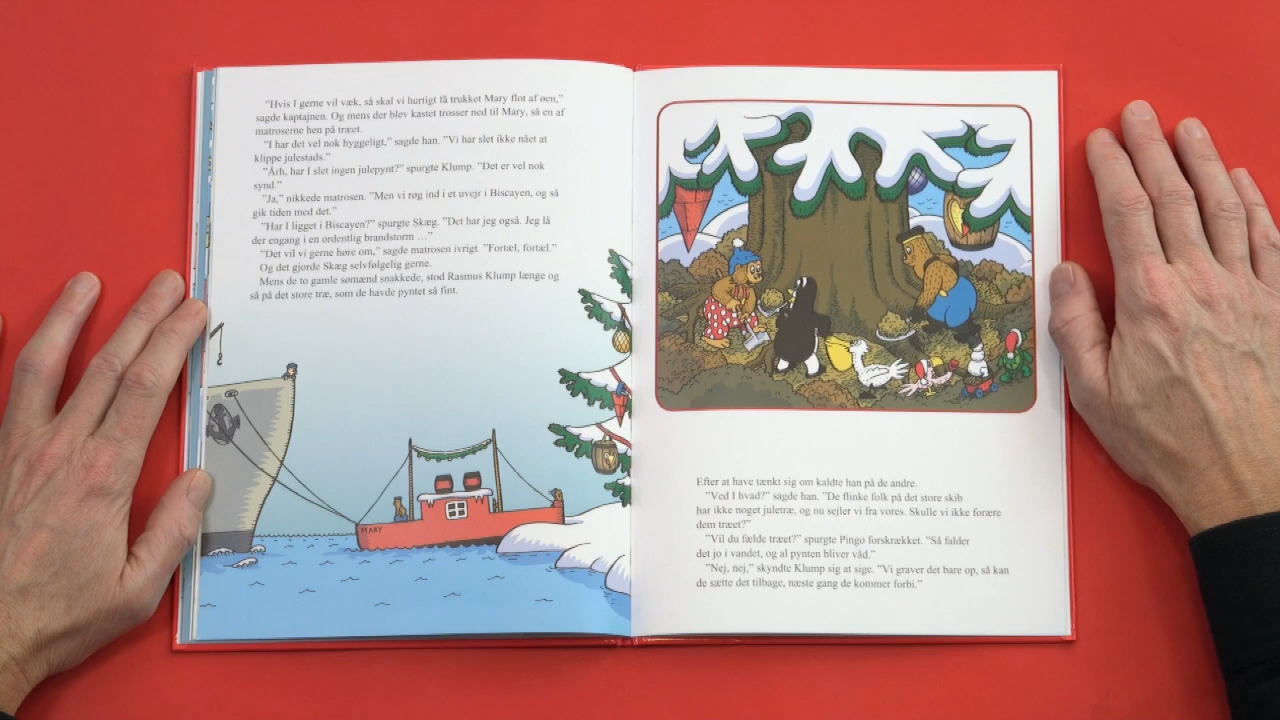 "Hvis I gerne vil væk, så skal vi hurtigt få trukket Mary flot af øen,"
sagde kaptajnen. Og mens der blev kastet trosser ned til Mary, så en af
matroserne hen på træet.
"I har det vel nok hyggeligt," sagde han. "Vi har slet ikke nået at
klippe julestads."
"Årh, har I slet ingen julepynt?" spurgte Klump. "Det er vel nok
synd."
"Ja," nikkede matrosen. "Men vi røg ind i et uvejr i Biscayen, og så
gik tiden med det."
"Har I ligget i Biscayen?" spurgte Skæg. "Det har jeg også. Jeg lå
der engang i en ordentlig brandstorm …"
"Det vil vi gerne høre om," sagde matrosen ivrigt. "Fortæl, fortæl."
Og det gjorde Skæg selvfølgelig gerne.
Mens de to gamle sømænd snakkede, stod Rasmus Klump længe og
så på det store træ, som de havde pyntet så fint.
MARY
Efter at have tænkt sig om kaldte han på de andre.
"Ved I hvad?" sagde han. "De flinke folk på det store skib
har ikke noget juletræ, og nu sejler vi fra vores. Skulle vi ikke forære
dem træet?"
"Vil du fælde træet?" spurgte Pingo forskrækket. "Så falder
det jo i vandet, og al pynten bliver våd."
"Nej, nej," skyndte Klump sig at sige. "Vi graver det bare op, så kan
de sætte det tilbage, næste gang de kommer forbi."